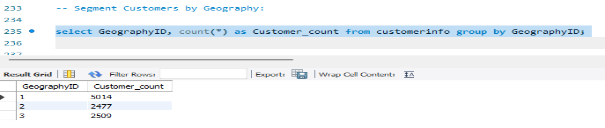 233 -- Segment Customers by Geography:
234
235 select GeographyID, count(*) as Customer_count from customerinfo group by GeographyID;
236
Result Grid Filter Rows: Export: Wrap Cell Content: IA
GeographyID Customer_count
1 5014
2 2477
3 2509